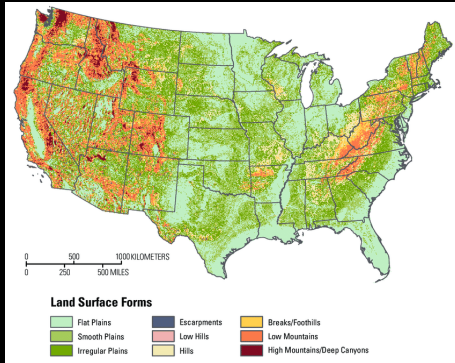 0 500 1000 KILOMETERS
0 250 500 MILES
Land Surface Forms
Flat Plains
Smooth Plains
Irregular Plains
Escarpments
Low Hills
Hills
Breaks/Foothills
Low Mountains
High Mountains/Deep Canyons